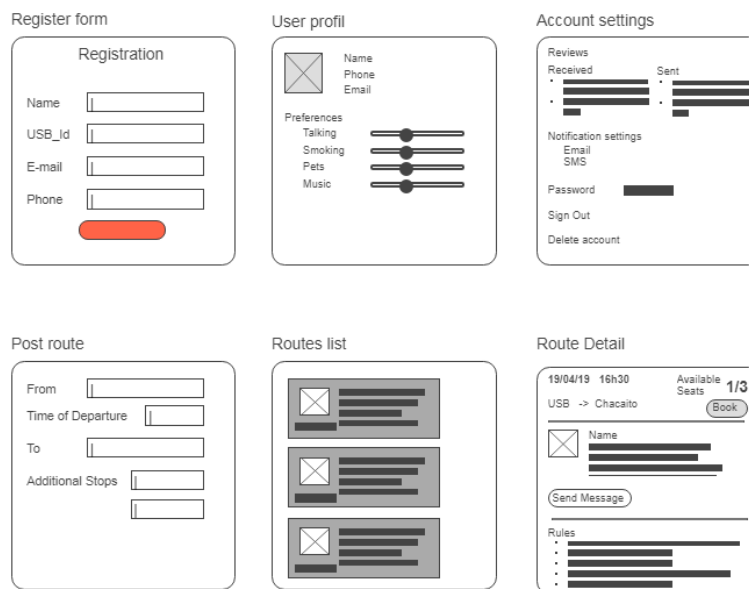 Register form
Registration
Name
USB_Id
E-mail
Phone
User profil
Name
Phone
Email
Preferences
Talking
Smoking
Pets
Music
Account settings
Reviews
Received Sent
Notification settings
Email
SMS
Password
Sign Out
Delete account
Post route
From
Time of Departure
To
Additional Stops
Routes list
Route Detail
19/04/19 16h30
Available
Seats 1/3
USB -> Chacaito
Book
Name
Send Message
Rules